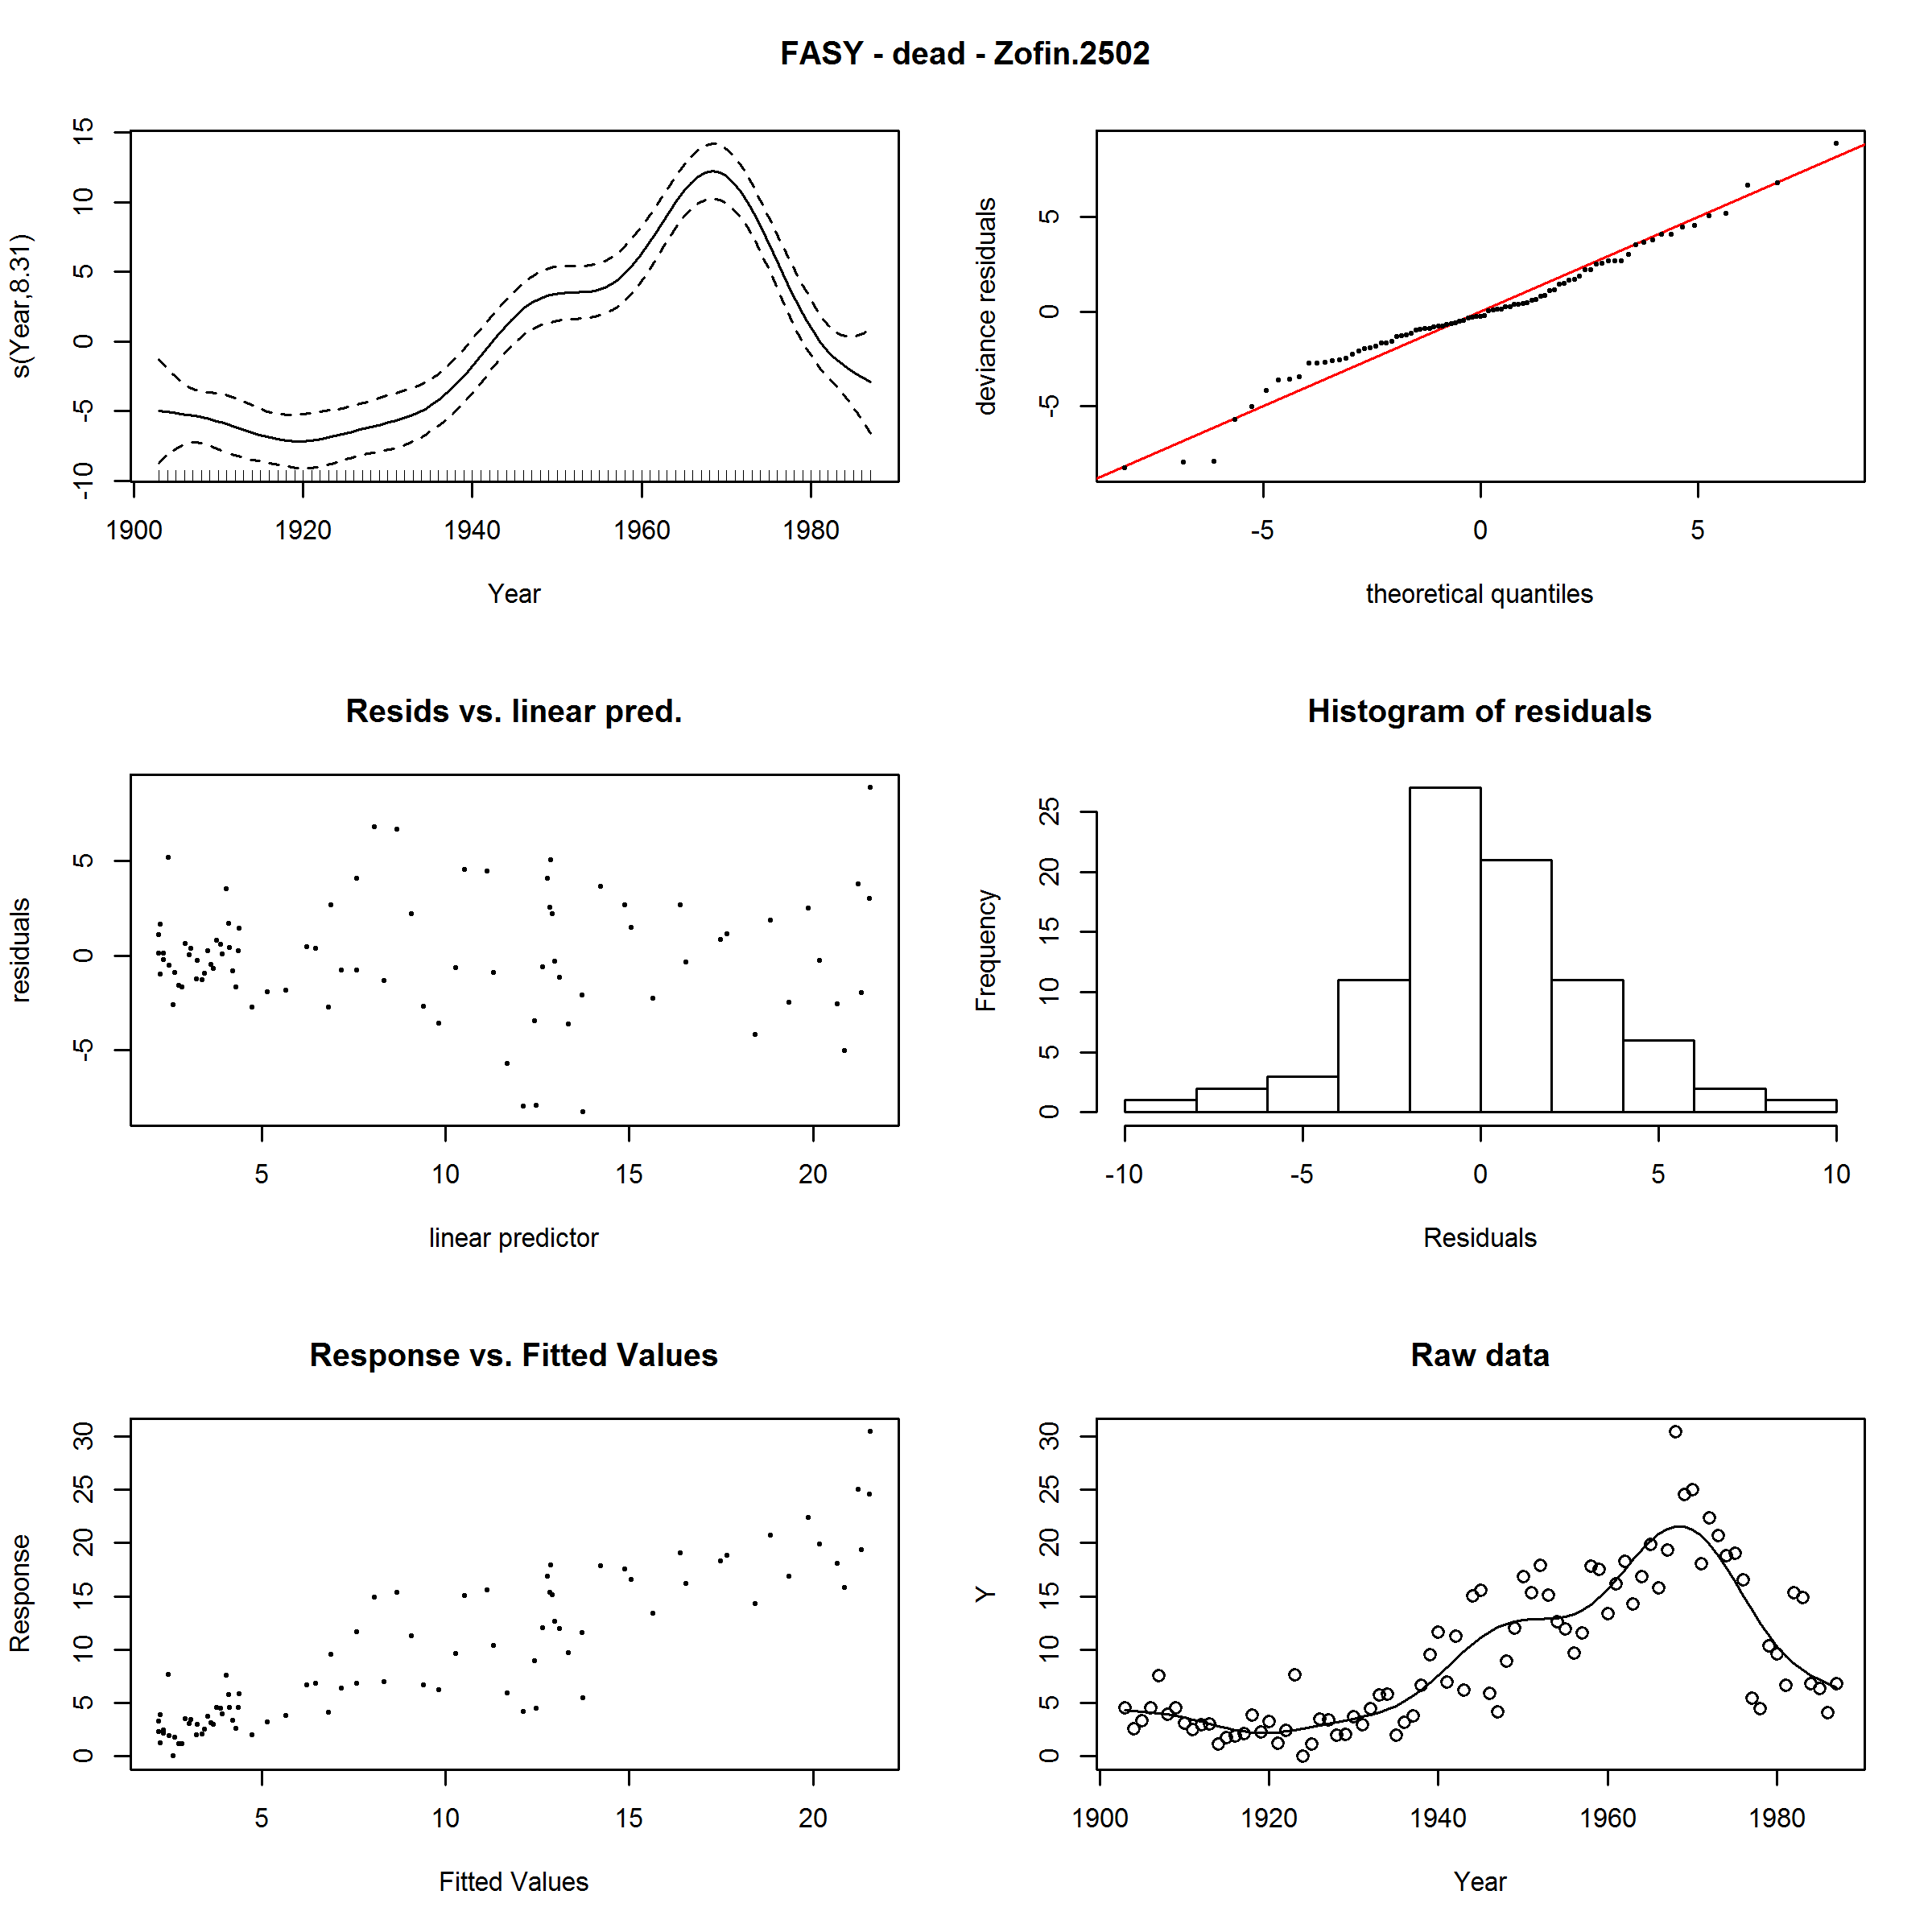 FASY - dead - Zofin.2502
s(Year,8.31)
-10 -5 0 5 10 15
1900 1920 1940 1960 1980
Year
deviance residuals
-5 0 5
-5 0 5
theoretical quantiles
Resids vs. linear pred.
residuals
-5 0 5
5 10 15 20
linear predictor
Histogram of residuals
Frequency
0 5 10 15 20 25
-10 -5 0 5 10
Residuals
Response vs. Fitted Values
Response
0 5 10 15 20 25 30
5 10 15 20
Fitted Values
Raw data
Y
0 5 10 15 20 25 30
1900 1920 1940 1960 1980
Year